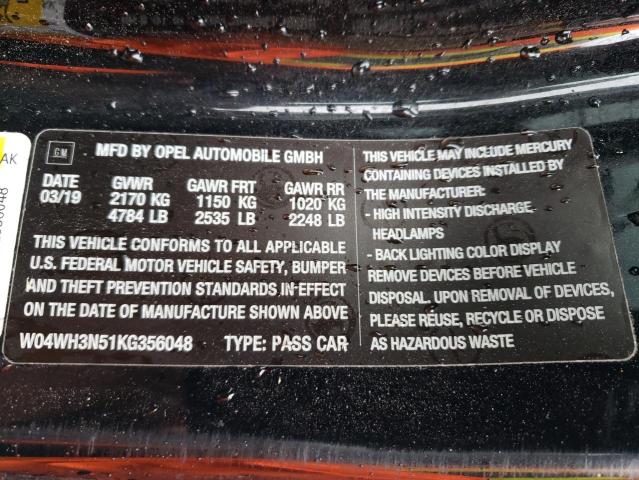 GM MFD BY OPEL AUTOMOBILE GMBH
DATE GVWR GAWR FRT GAWR RR
03/19 2170 KG 1150 KG 1020 KG
4784 LB 2535 LB 2248 LB
THIS VEHICLE CONFORMS TO ALL APPLICABLE
U.S. FEDERAL MOTOR VEHICLE SAFETY, BUMPER
AND THEFT PREVENTION STANDARDS IN EFFECT
ON THE DATE OF MANUFACTURE SHOWN ABOVE
W04WH3N51KG356048 TYPE: PASS CAR
THIS VEHICLE MAY INCLUDE MERCURY
CONTAINING DEVICES INSTALLED BY
THE MANUFACTURER:
- HIGH INTENSITY DISCHARGE
HEADLAMPS
- BACK LIGHTING COLOR DISPLAY
REMOVE DEVICES BEFORE VEHICLE
DISPOSAL. UPON REMOVAL OF DEVICES,
PLEASE REUSE, RECYCLE OR DISPOSE
AS HAZARDOUS WASTE
AK